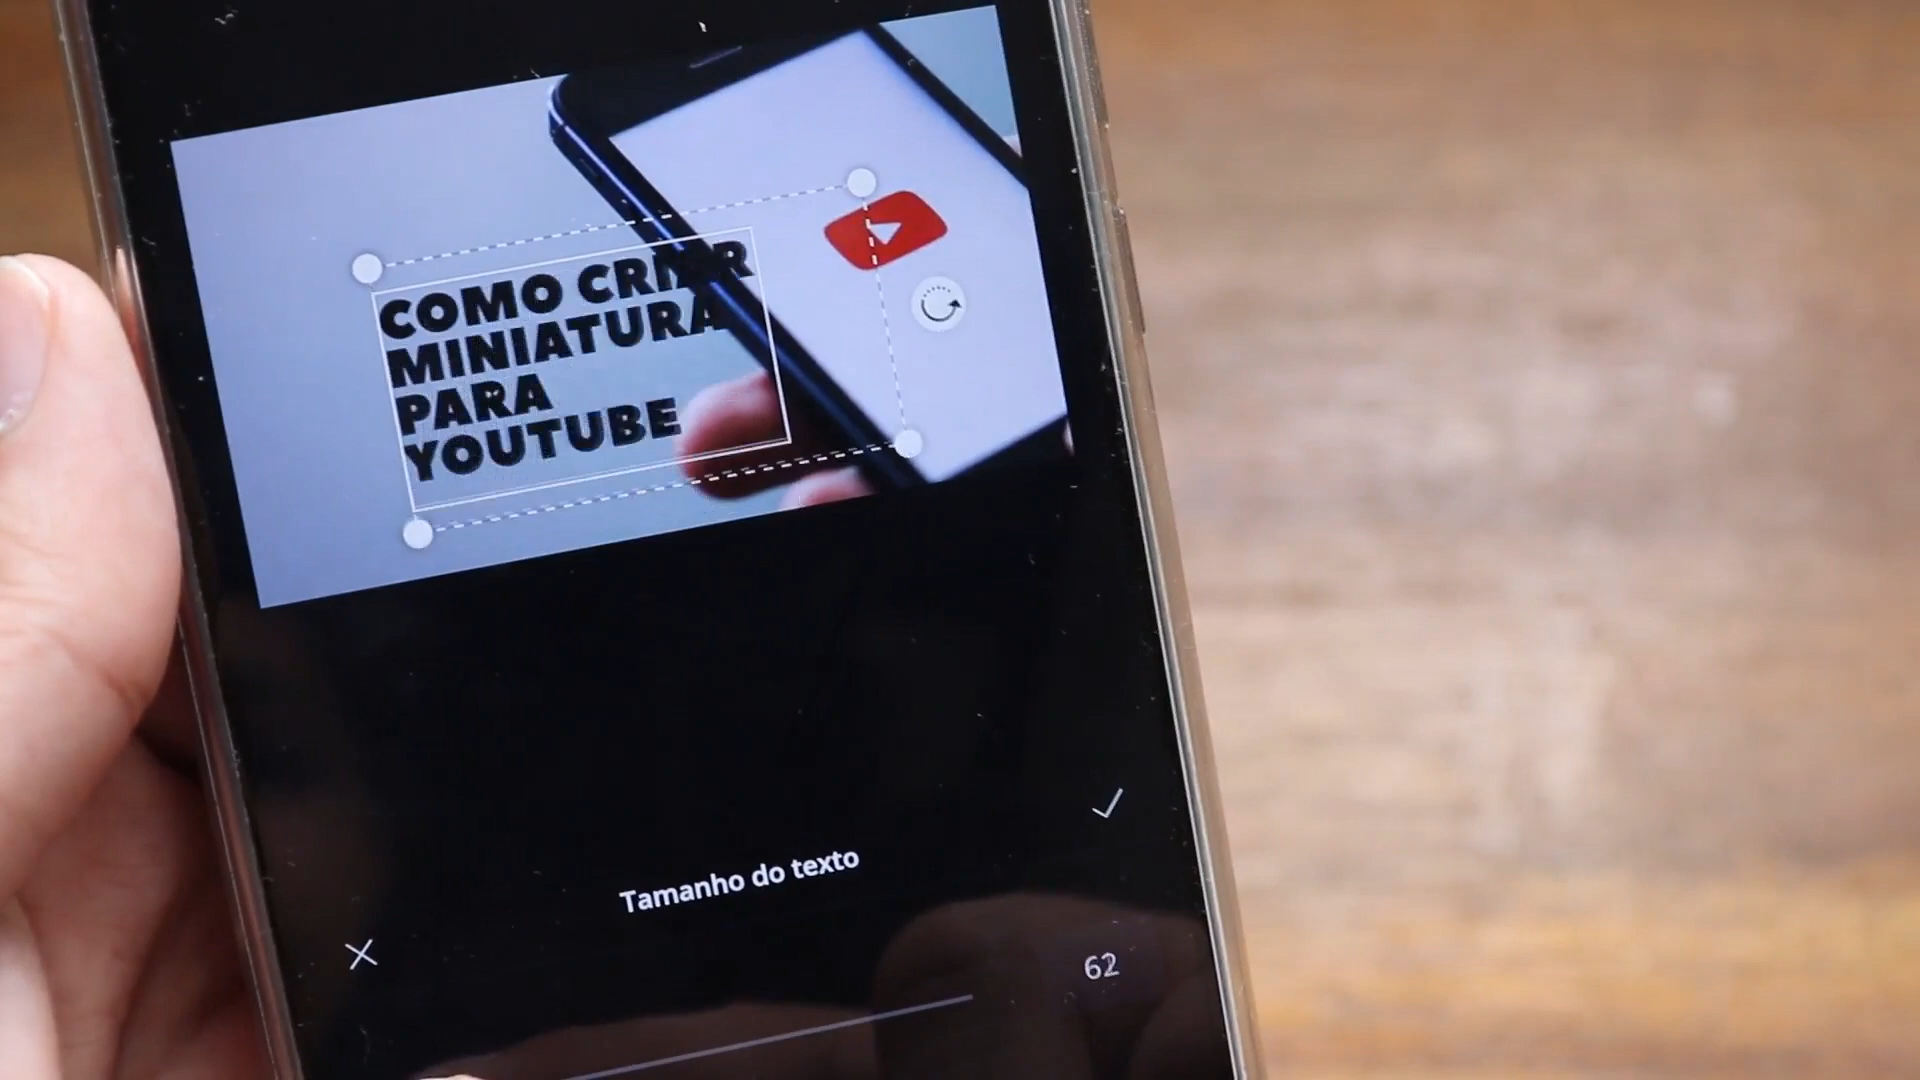 COMO CRIAR
MINIATURA
PARA
YOUTUBE
Tamanho do texto
62